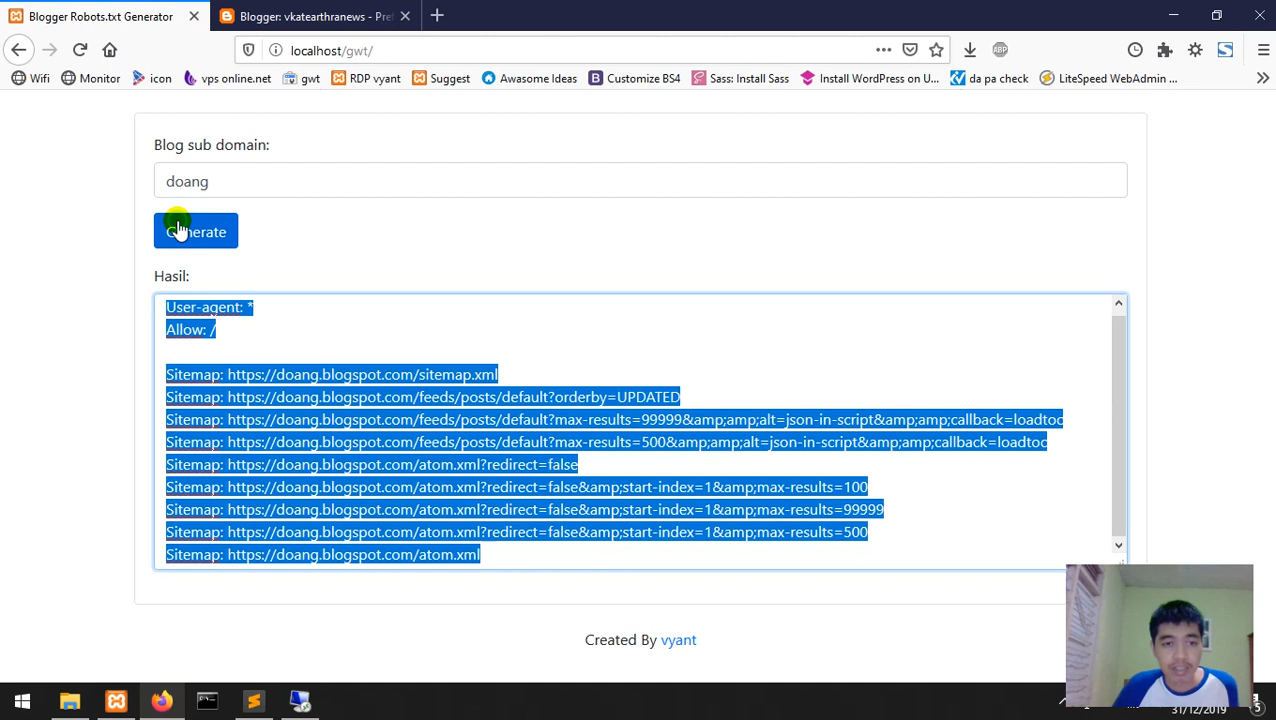 Blogger Robots.txt Generator
Blogger: vkatearthranews - Pre
localhost/gwt/
Wifi
Monitor
icon
vps online.net
gwt
RDP vyant
Suggest
Awasome Ideas
Customize BS4
Sass: Install Sass
Install WordPress on U...
da pa check
LiteSpeed WebAdmin ...
Blog sub domain:
doang
Generate
Hasil:
User-agent: *
Allow: /
Sitemap: https://doang.blogspot.com/sitemap.xml
Sitemap: https://doang.blogspot.com/feeds/posts/default?orderby=UPDATED
Sitemap: https://doang.blogspot.com/feeds/posts/default?max-results=99999&amp;amp;alt=json-in-script&amp;amp;callback=loadtoc
Sitemap: https://doang.blogspot.com/feeds/posts/default?max-results=500&amp;amp;alt=json-in-script&amp;amp;callback=loadtoc
Sitemap: https://doang.blogspot.com/atom.xml?redirect=false
Sitemap: https://doang.blogspot.com/atom.xml?redirect=false&amp;start-index=1&amp;max-results=100
Sitemap: https://doang.blogspot.com/atom.xml?redirect=false&amp;start-index=1&amp;max-results=99999
Sitemap: https://doang.blogspot.com/atom.xml?redirect=false&amp;start-index=1&amp;max-results=500
Sitemap: https://doang.blogspot.com/atom.xml
Created By vyant
31/12/2019
5